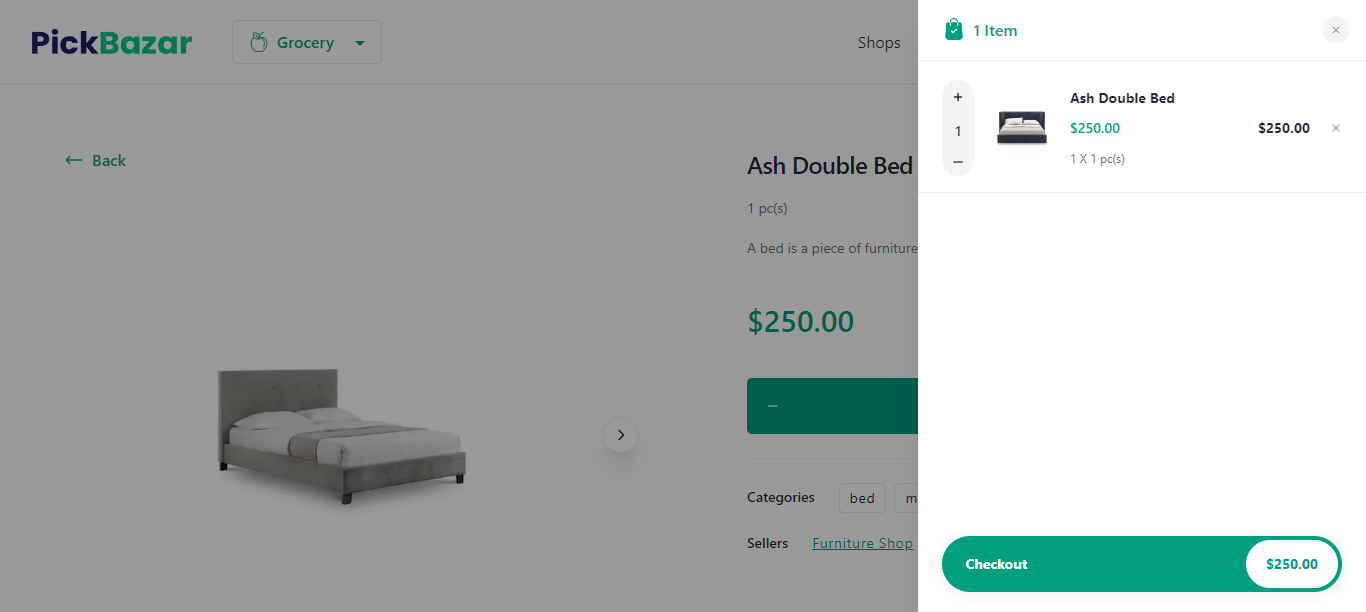 PickBazar
Grocery
Shops
Back
Ash Double Bed
1 pc(s)
A bed is a piece of furniture
$250.00
–
Categories
bed
m
Sellers
Furniture Shop
1 Item
×
+
1
–
Ash Double Bed
$250.00
1 X 1 pc(s)
$250.00
×
Checkout
$250.00